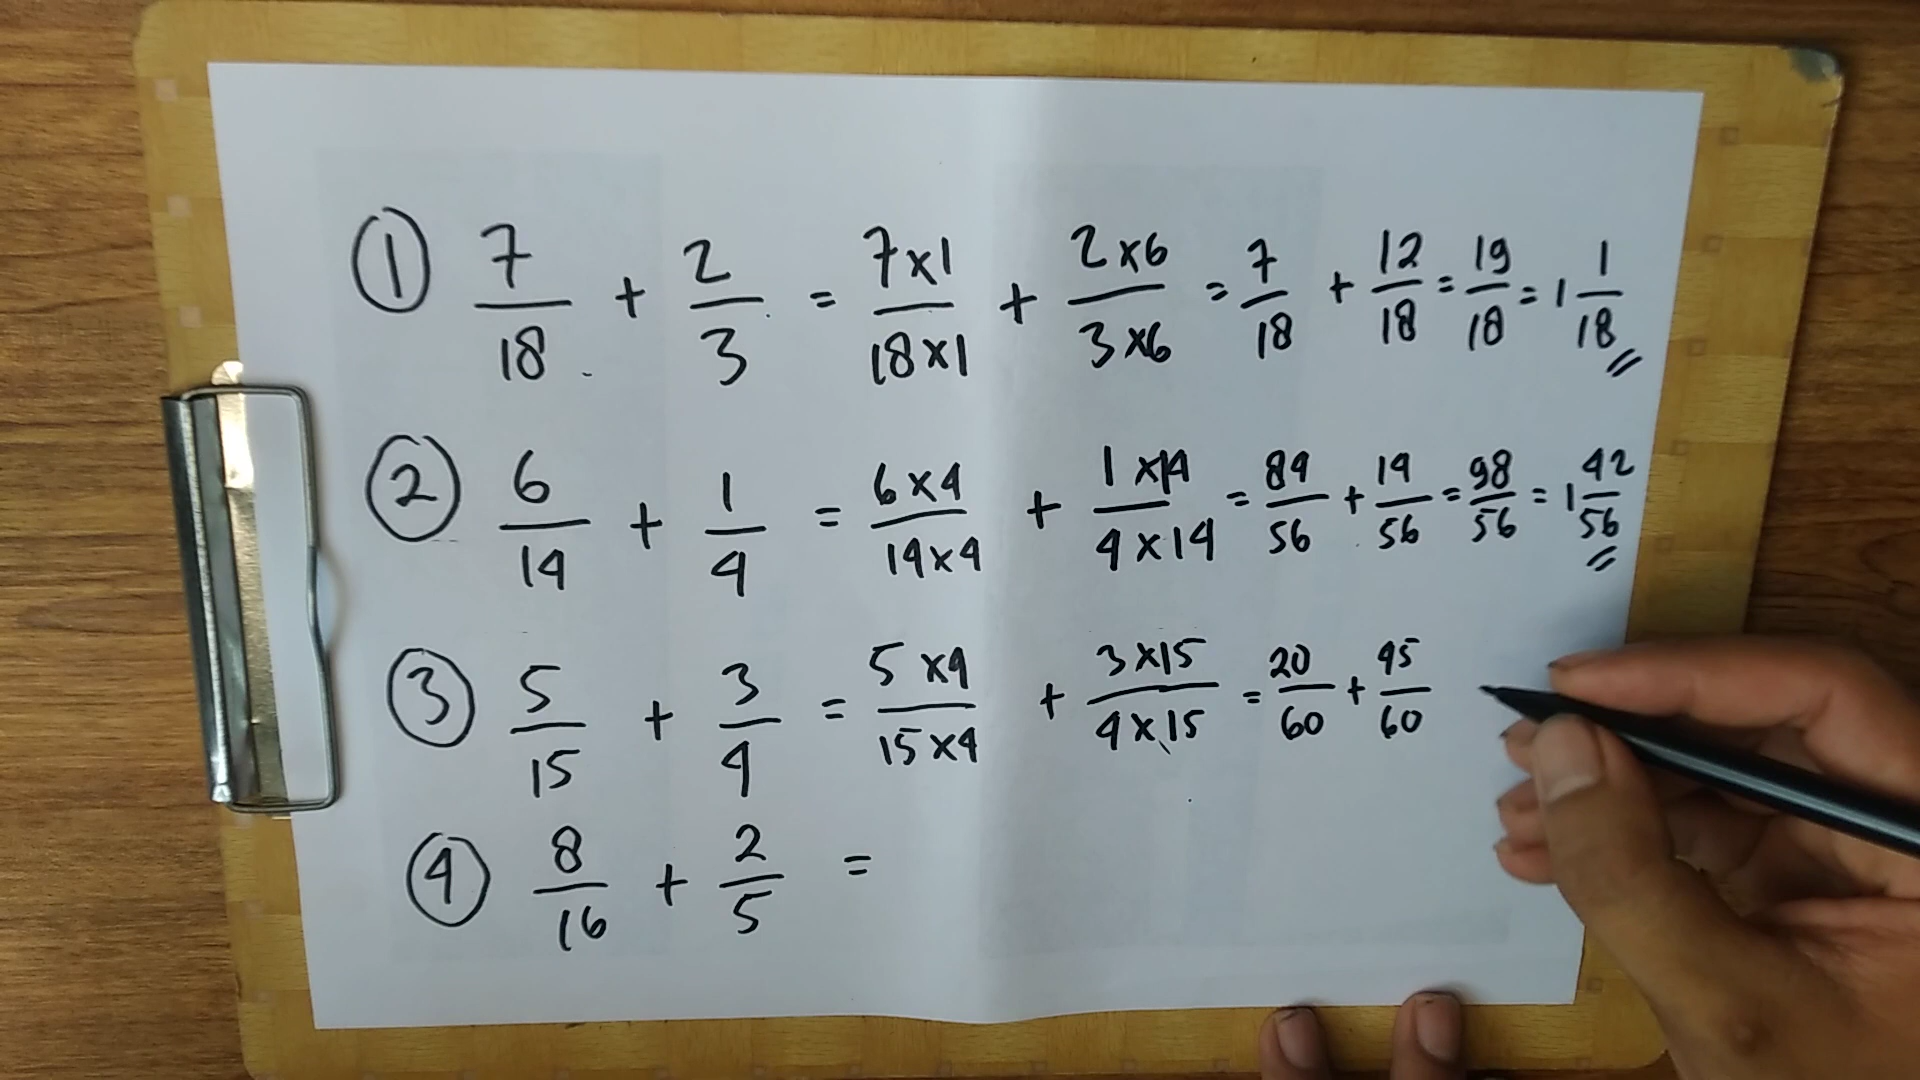 ① 7/18 + 2/3 = 7×1/18×1 + 2×6/3×6 = 7/18 + 12/18 = 19/18 = 1 1/18
② 6/14 + 1/4 = 6×4/14×4 + 1×14/4×14 = 84/56 + 14/56 = 98/56 = 1 42/56
③ 5/15 + 3/4 = 5×4/15×4 + 3×15/4×15 = 20/60 + 45/60
④ 8/16 + 2/5 =